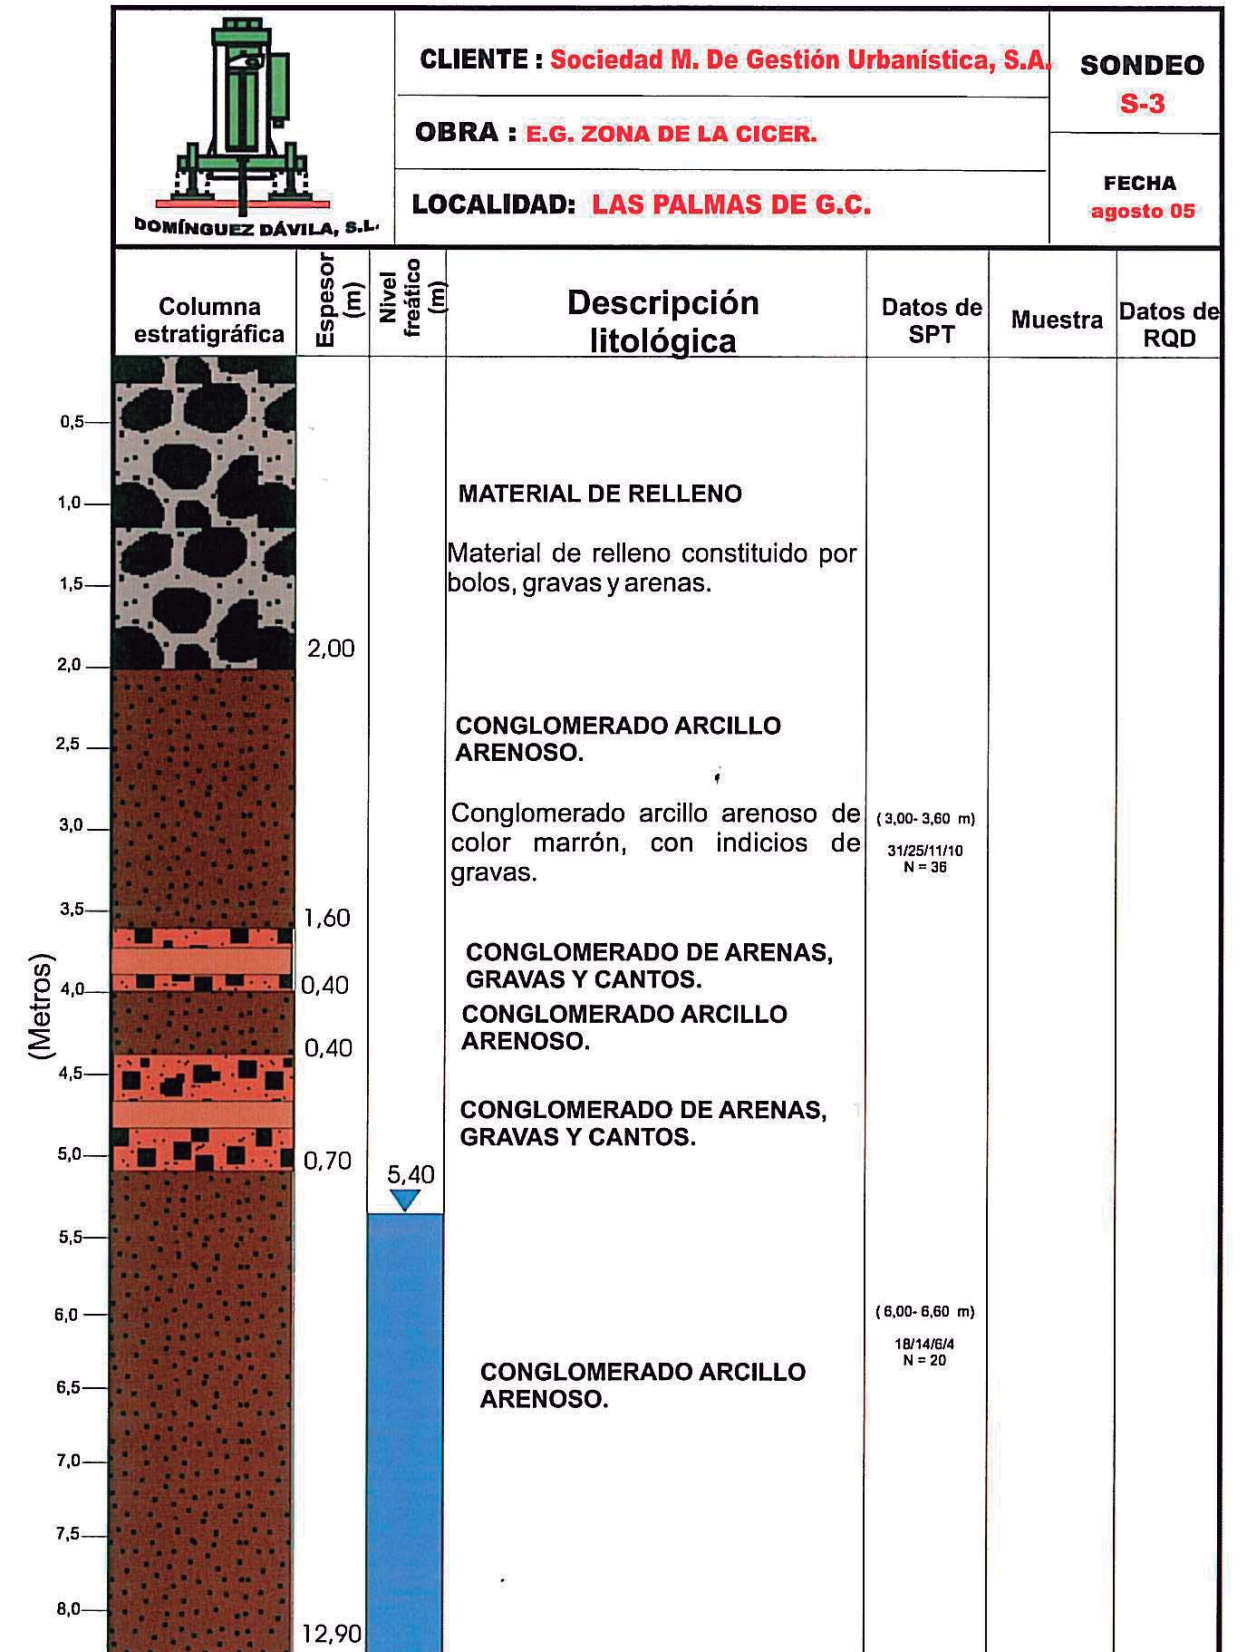 DOMÍNGUEZ DÁVILA, S.L.
CLIENTE : Sociedad M. De Gestión Urbanística, S.A.
OBRA : E.G. ZONA DE LA CICER.
LOCALIDAD: LAS PALMAS DE G.C.
SONDEO
S-3
FECHA
agosto 05
Columna
estratigráfica
Espesor
(m)
Nivel
freático
(m)
Descripción
litológica
Datos de
SPT
Muestra
Datos de
RQD
(Metros)
0,5
1,0
MATERIAL DE RELLENO
Material de relleno constituido por
1,5
bolos, gravas y arenas.
2,00
2,0
CONGLOMERADO ARCILLO
2,5
ARENOSO.
Conglomerado arcillo arenoso de
color marrón, con indicios de
gravas.
3,0
(3,00- 3,60 m)
31/25/11/10
N = 36
3,5
1,60
CONGLOMERADO DE ARENAS,
GRAVAS Y CANTOS.
4,0
0,40
CONGLOMERADO ARCILLO
ARENOSO.
0,40
4,5
CONGLOMERADO DE ARENAS,
GRAVAS Y CANTOS.
5,0
0,70
5,40
5,5
6,0
(6,00- 6,60 m)
18/14/6/4
N = 20
CONGLOMERADO ARCILLO
ARENOSO.
6,5
7,0
7,5
8,0
12,90